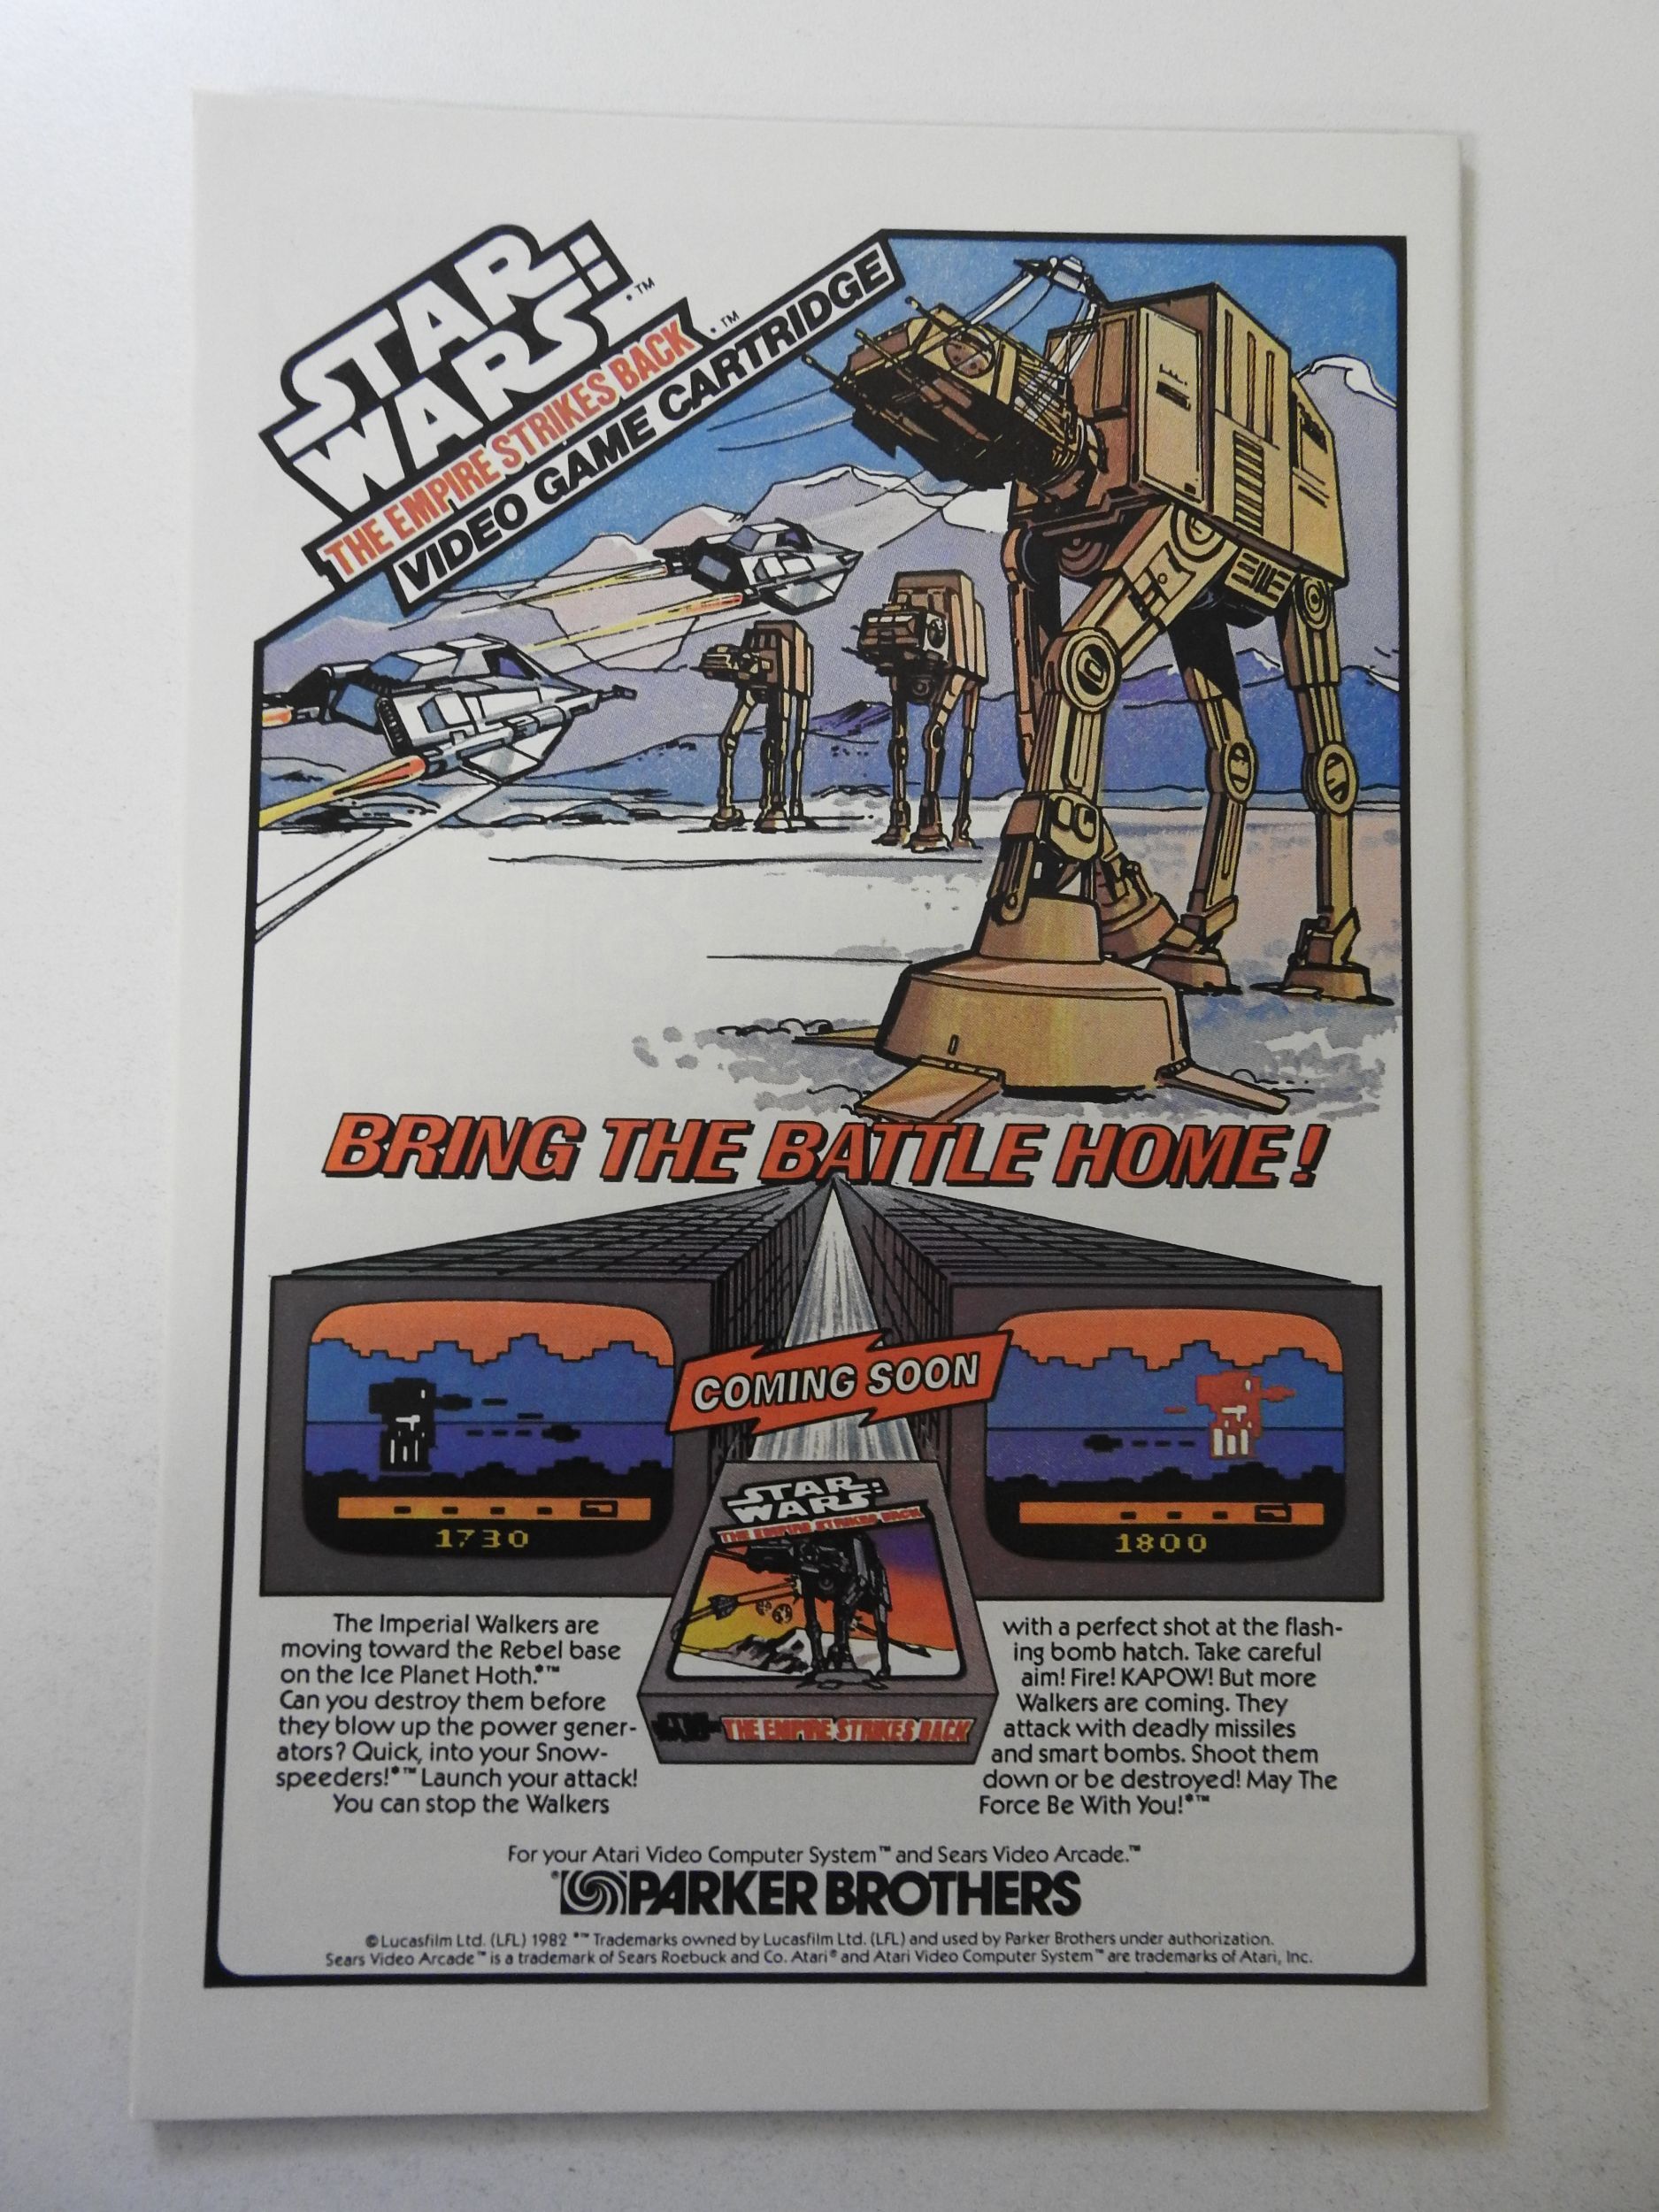 STAR
WARS
™
THE EMPIRE STRIKES BACK
™
VIDEO GAME CARTRIDGE
BRING THE BATTLE HOME!
COMING SOON
1730
1800
STAR
WARS
THE EMPIRE STRIKES BACK
THE EMPIRE STRIKES BACK
The Imperial Walkers are
moving toward the Rebel base
on the Ice Planet Hoth.*™
Can you destroy them before
they blow up the power gener-
ators? Quick, into your Snow-
speeders!*™ Launch your attack!
You can stop the Walkers
with a perfect shot at the flash-
ing bomb hatch. Take careful
aim! Fire! KAPOW! But more
Walkers are coming. They
attack with deadly missiles
and smart bombs. Shoot them
down or be destroyed! May The
Force Be With You!*™
For your Atari Video Computer System™ and Sears Video Arcade.™
PARKER BROTHERS
©Lucasfilm Ltd. (LFL) 1982 *™ Trademarks owned by Lucasfilm Ltd. (LFL) and used by Parker Brothers under authorization.
Sears Video Arcade™ is a trademark of Sears Roebuck and Co. Atari® and Atari Video Computer System™ are trademarks of Atari, Inc.